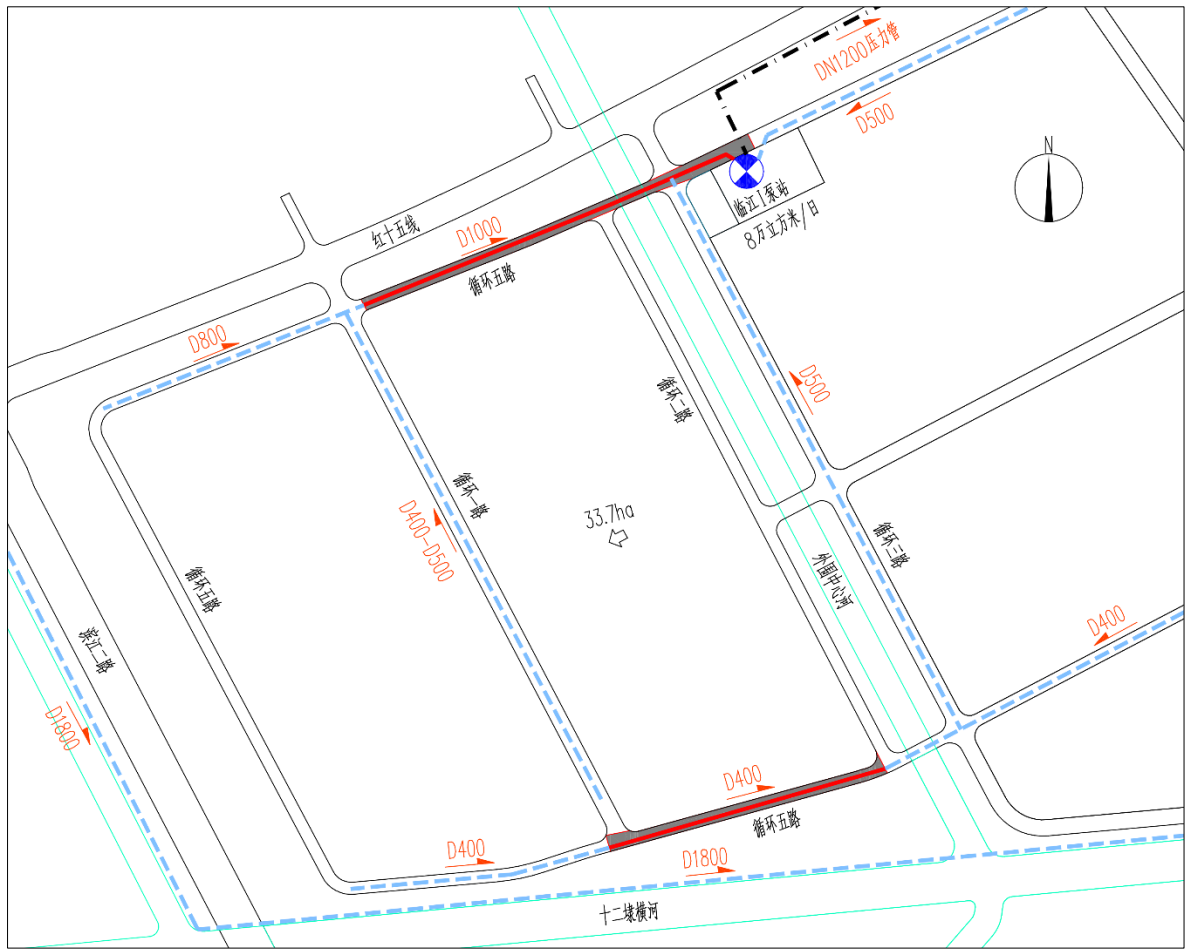 DN1200压力管
D500
N
临江1泵站
8万立方米/日
红十五线
D1000
循环五路
D800
循环二路
D500
循环一路
D400-D500
33.7ha
循环三路
外围中心河
循环五路
滨江二路
D400
D1800
D400
循环五路
D400
D1800
十二埭横河